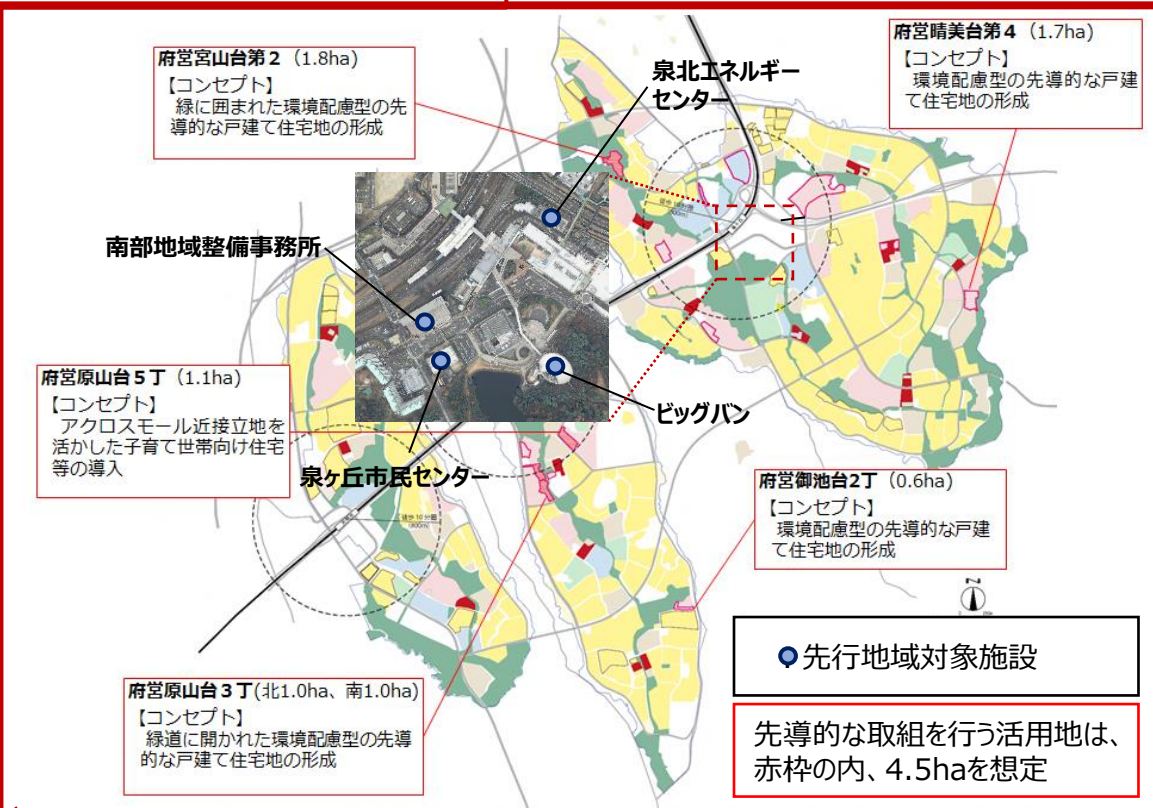 府営宮山台第２（1.8ha)
【コンセプト】
緑に囲まれた環境配慮型の先
導的な戸建て住宅地の形成
泉北エネルギー
センター
府営晴美台第４（1.7ha)
【コンセプト】
環境配慮型の先導的な戸建
て住宅地の形成
南部地域整備事務所
府営原山台５丁（1.1ha)
【コンセプト】
アクロスモール近接立地を
活かした子育て世帯向け住宅
等の導入
ビッグバン
泉ヶ丘市民センター
徒歩10分圏
(800m)
府営御池台2丁（0.6ha)
【コンセプト】
環境配慮型の先導的な戸建
て住宅地の形成
N
府営原山台３丁(北1.0ha、南1.0ha)
【コンセプト】
緑道に開かれた環境配慮型の先導
的な戸建て住宅地の形成
先行地域対象施設
先導的な取組を行う活用地は、
赤枠の内、4.5haを想定